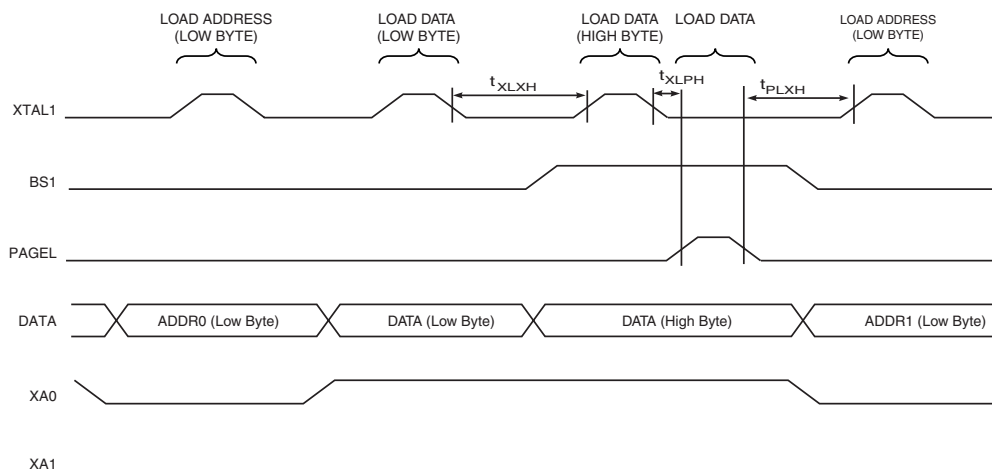 LOAD ADDRESS
(LOW BYTE)
LOAD DATA
(LOW BYTE)
LOAD DATA
(HIGH BYTE)
LOAD DATA
LOAD ADDRESS
(LOW BYTE)
tXLXH
tXLPH
tPLXH
XTAL1
BS1
PAGEL
DATA
ADDR0 (Low Byte)
DATA (Low Byte)
DATA (High Byte)
ADDR1 (Low Byte)
XA0
XA1